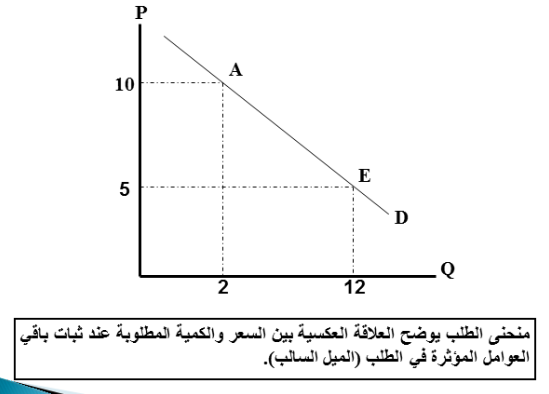 P
A
10
E
5
D
Q
2
12
منحنى الطلب يوضح العلاقة العكسية بين السعر والكمية المطلوبة عند ثبات باقي
العوامل المؤثرة في الطلب (الميل السالب).